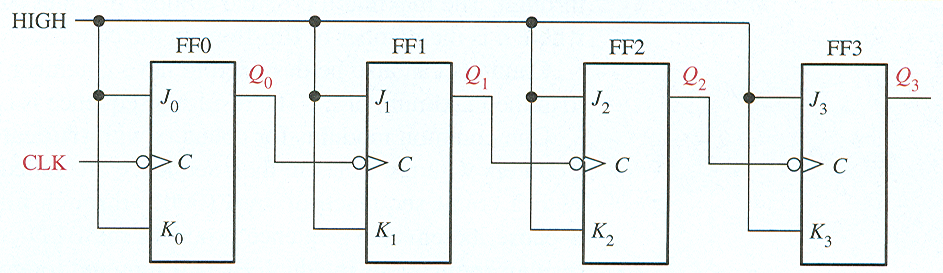 HIGH
FF0 FF1 FF2 FF3
Q0 Q1 Q2 Q3
J0 J1 J2 J3
CLK C C C C
K0 K1 K2 K3